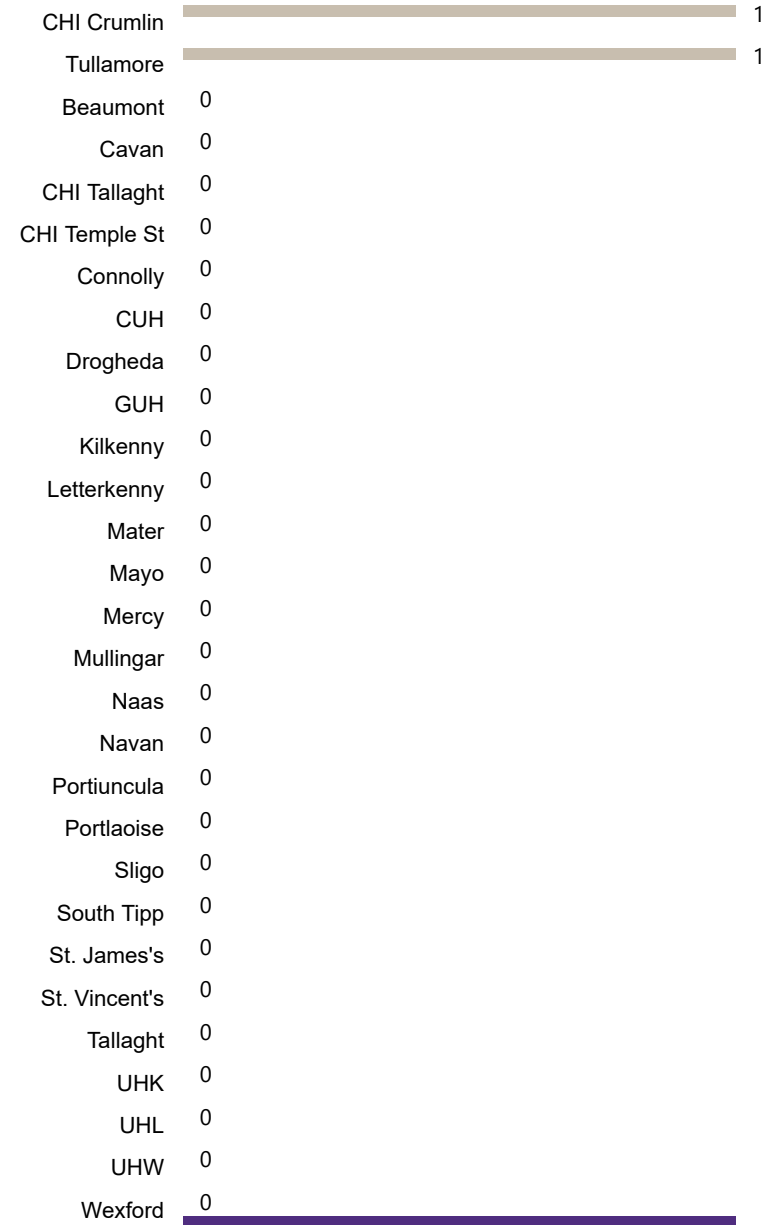 CHI Crumlin 1
Tullamore 1
Beaumont 0
Cavan 0
CHI Tallaght 0
CHI Temple St 0
Connolly 0
CUH 0
Drogheda 0
GUH 0
Kilkenny 0
Letterkenny 0
Mater 0
Mayo 0
Mercy 0
Mullingar 0
Naas 0
Navan 0
Portiuncula 0
Portlaoise 0
Sligo 0
South Tipp 0
St. James's 0
St. Vincent's 0
Tallaght 0
UHK 0
UHL 0
UHW 0
Wexford 0